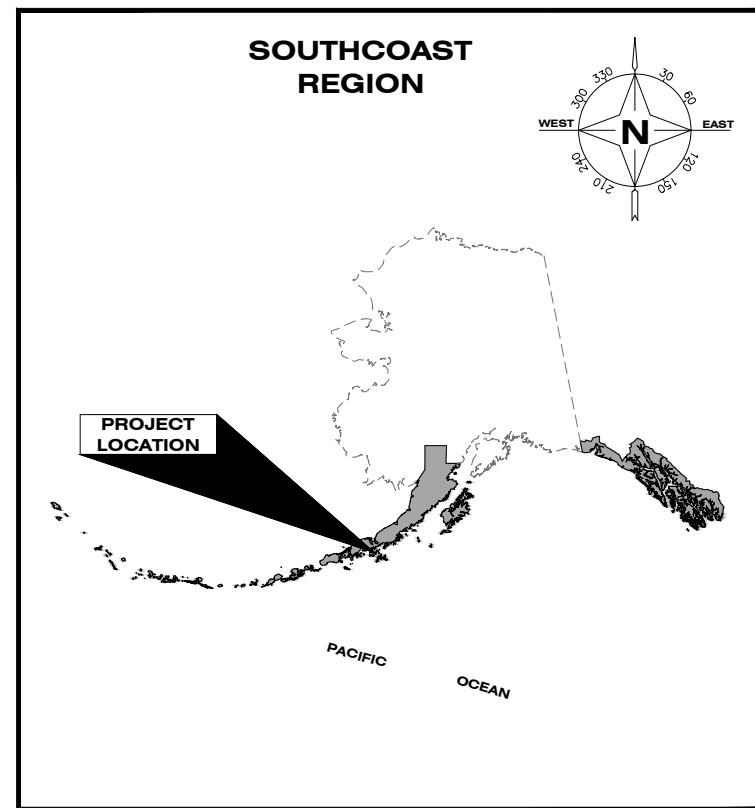 SOUTHCOAST
REGION
330
30
300
60
WEST
N
EAST
240
120
210
150
PROJECT
LOCATION
PACIFIC
OCEAN